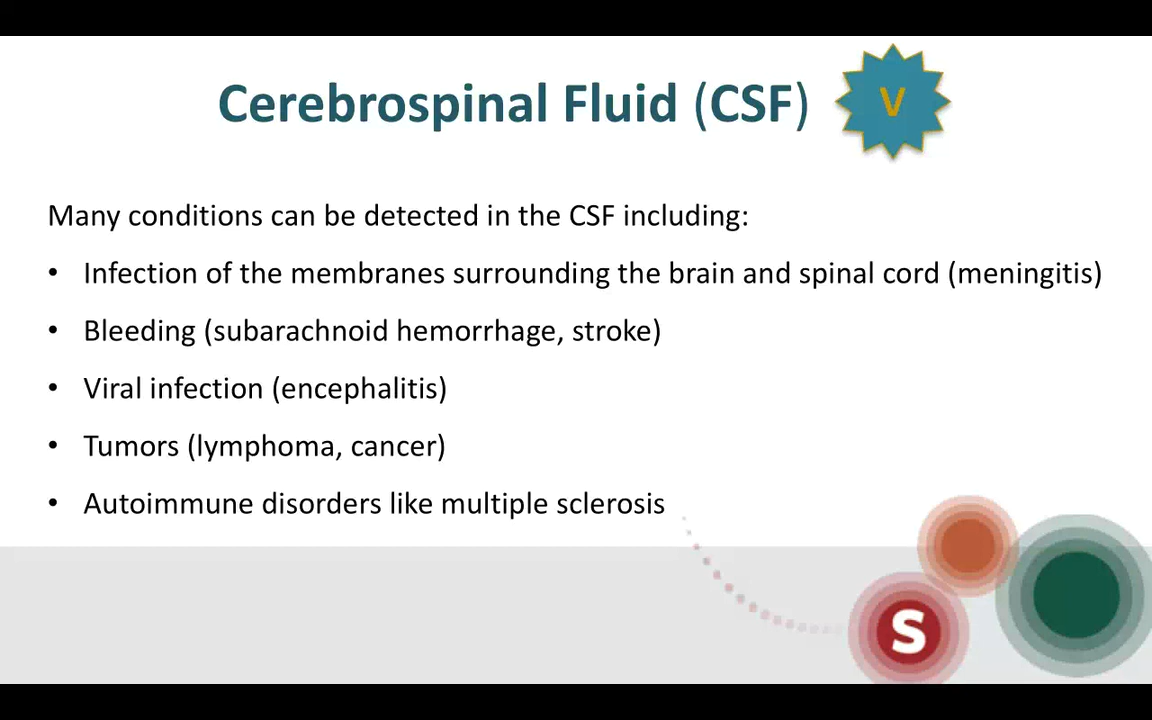 Cerebrospinal Fluid (CSF)
V
Many conditions can be detected in the CSF including:
• Infection of the membranes surrounding the brain and spinal cord (meningitis)
• Bleeding (subarachnoid hemorrhage, stroke)
• Viral infection (encephalitis)
• Tumors (lymphoma, cancer)
• Autoimmune disorders like multiple sclerosis
S